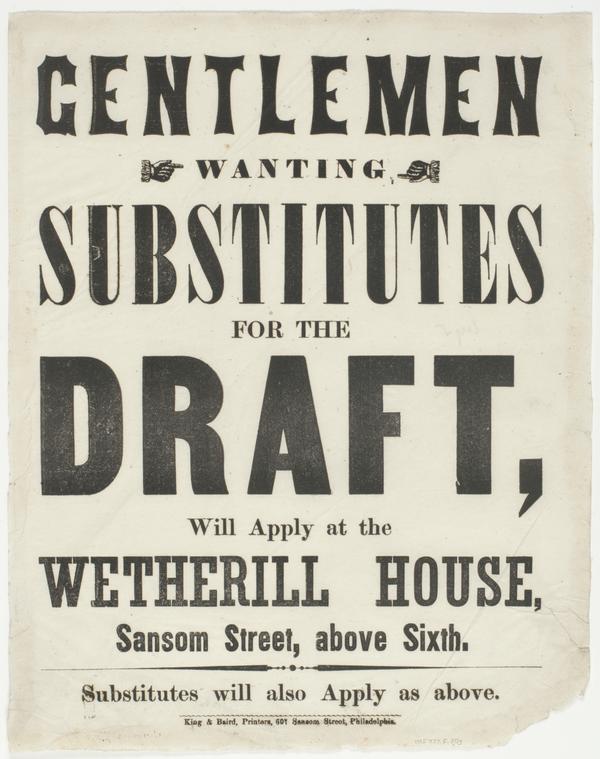 GENTLEMEN
WANTING
SUBSTITUTES
FOR THE
DRAFT,
Will Apply at the
WETHERILL HOUSE,
Sansom Street, above Sixth.
Substitutes will also Apply as above.
King & Baird, Printers, 607 Sansom Street, Philadelphia.